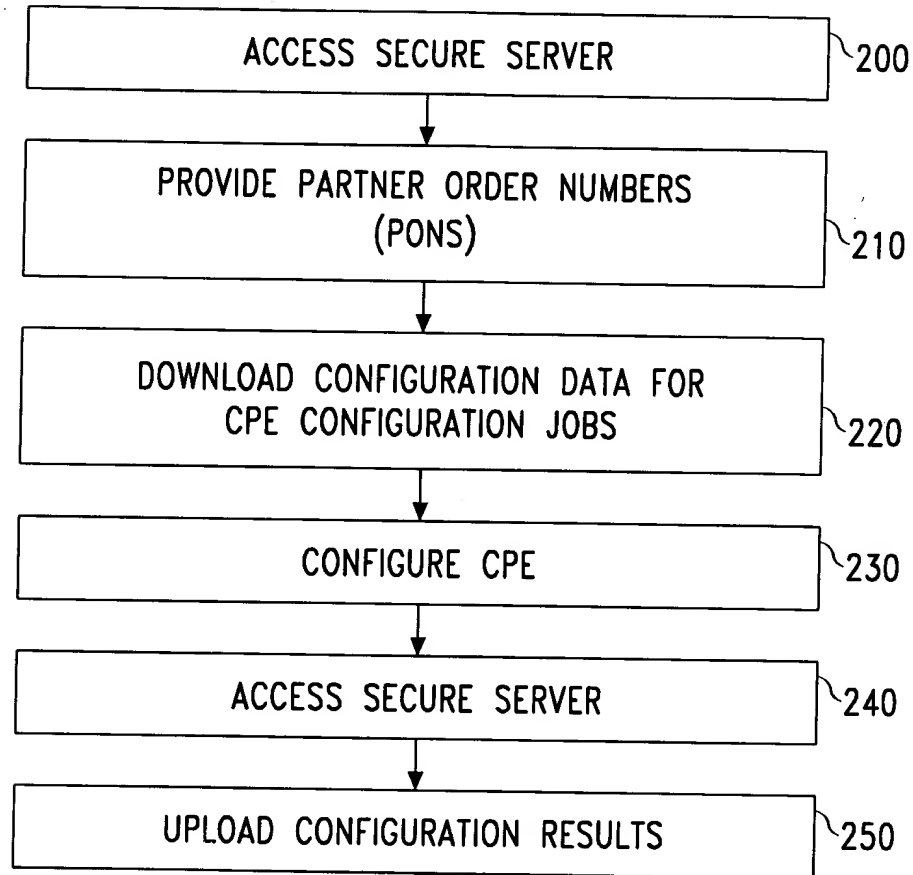 ACCESS SECURE SERVER
200
PROVIDE PARTNER ORDER NUMBERS
(PONS)
210
DOWNLOAD CONFIGURATION DATA FOR
CPE CONFIGURATION JOBS
220
CONFIGURE CPE
230
ACCESS SECURE SERVER
240
UPLOAD CONFIGURATION RESULTS
250